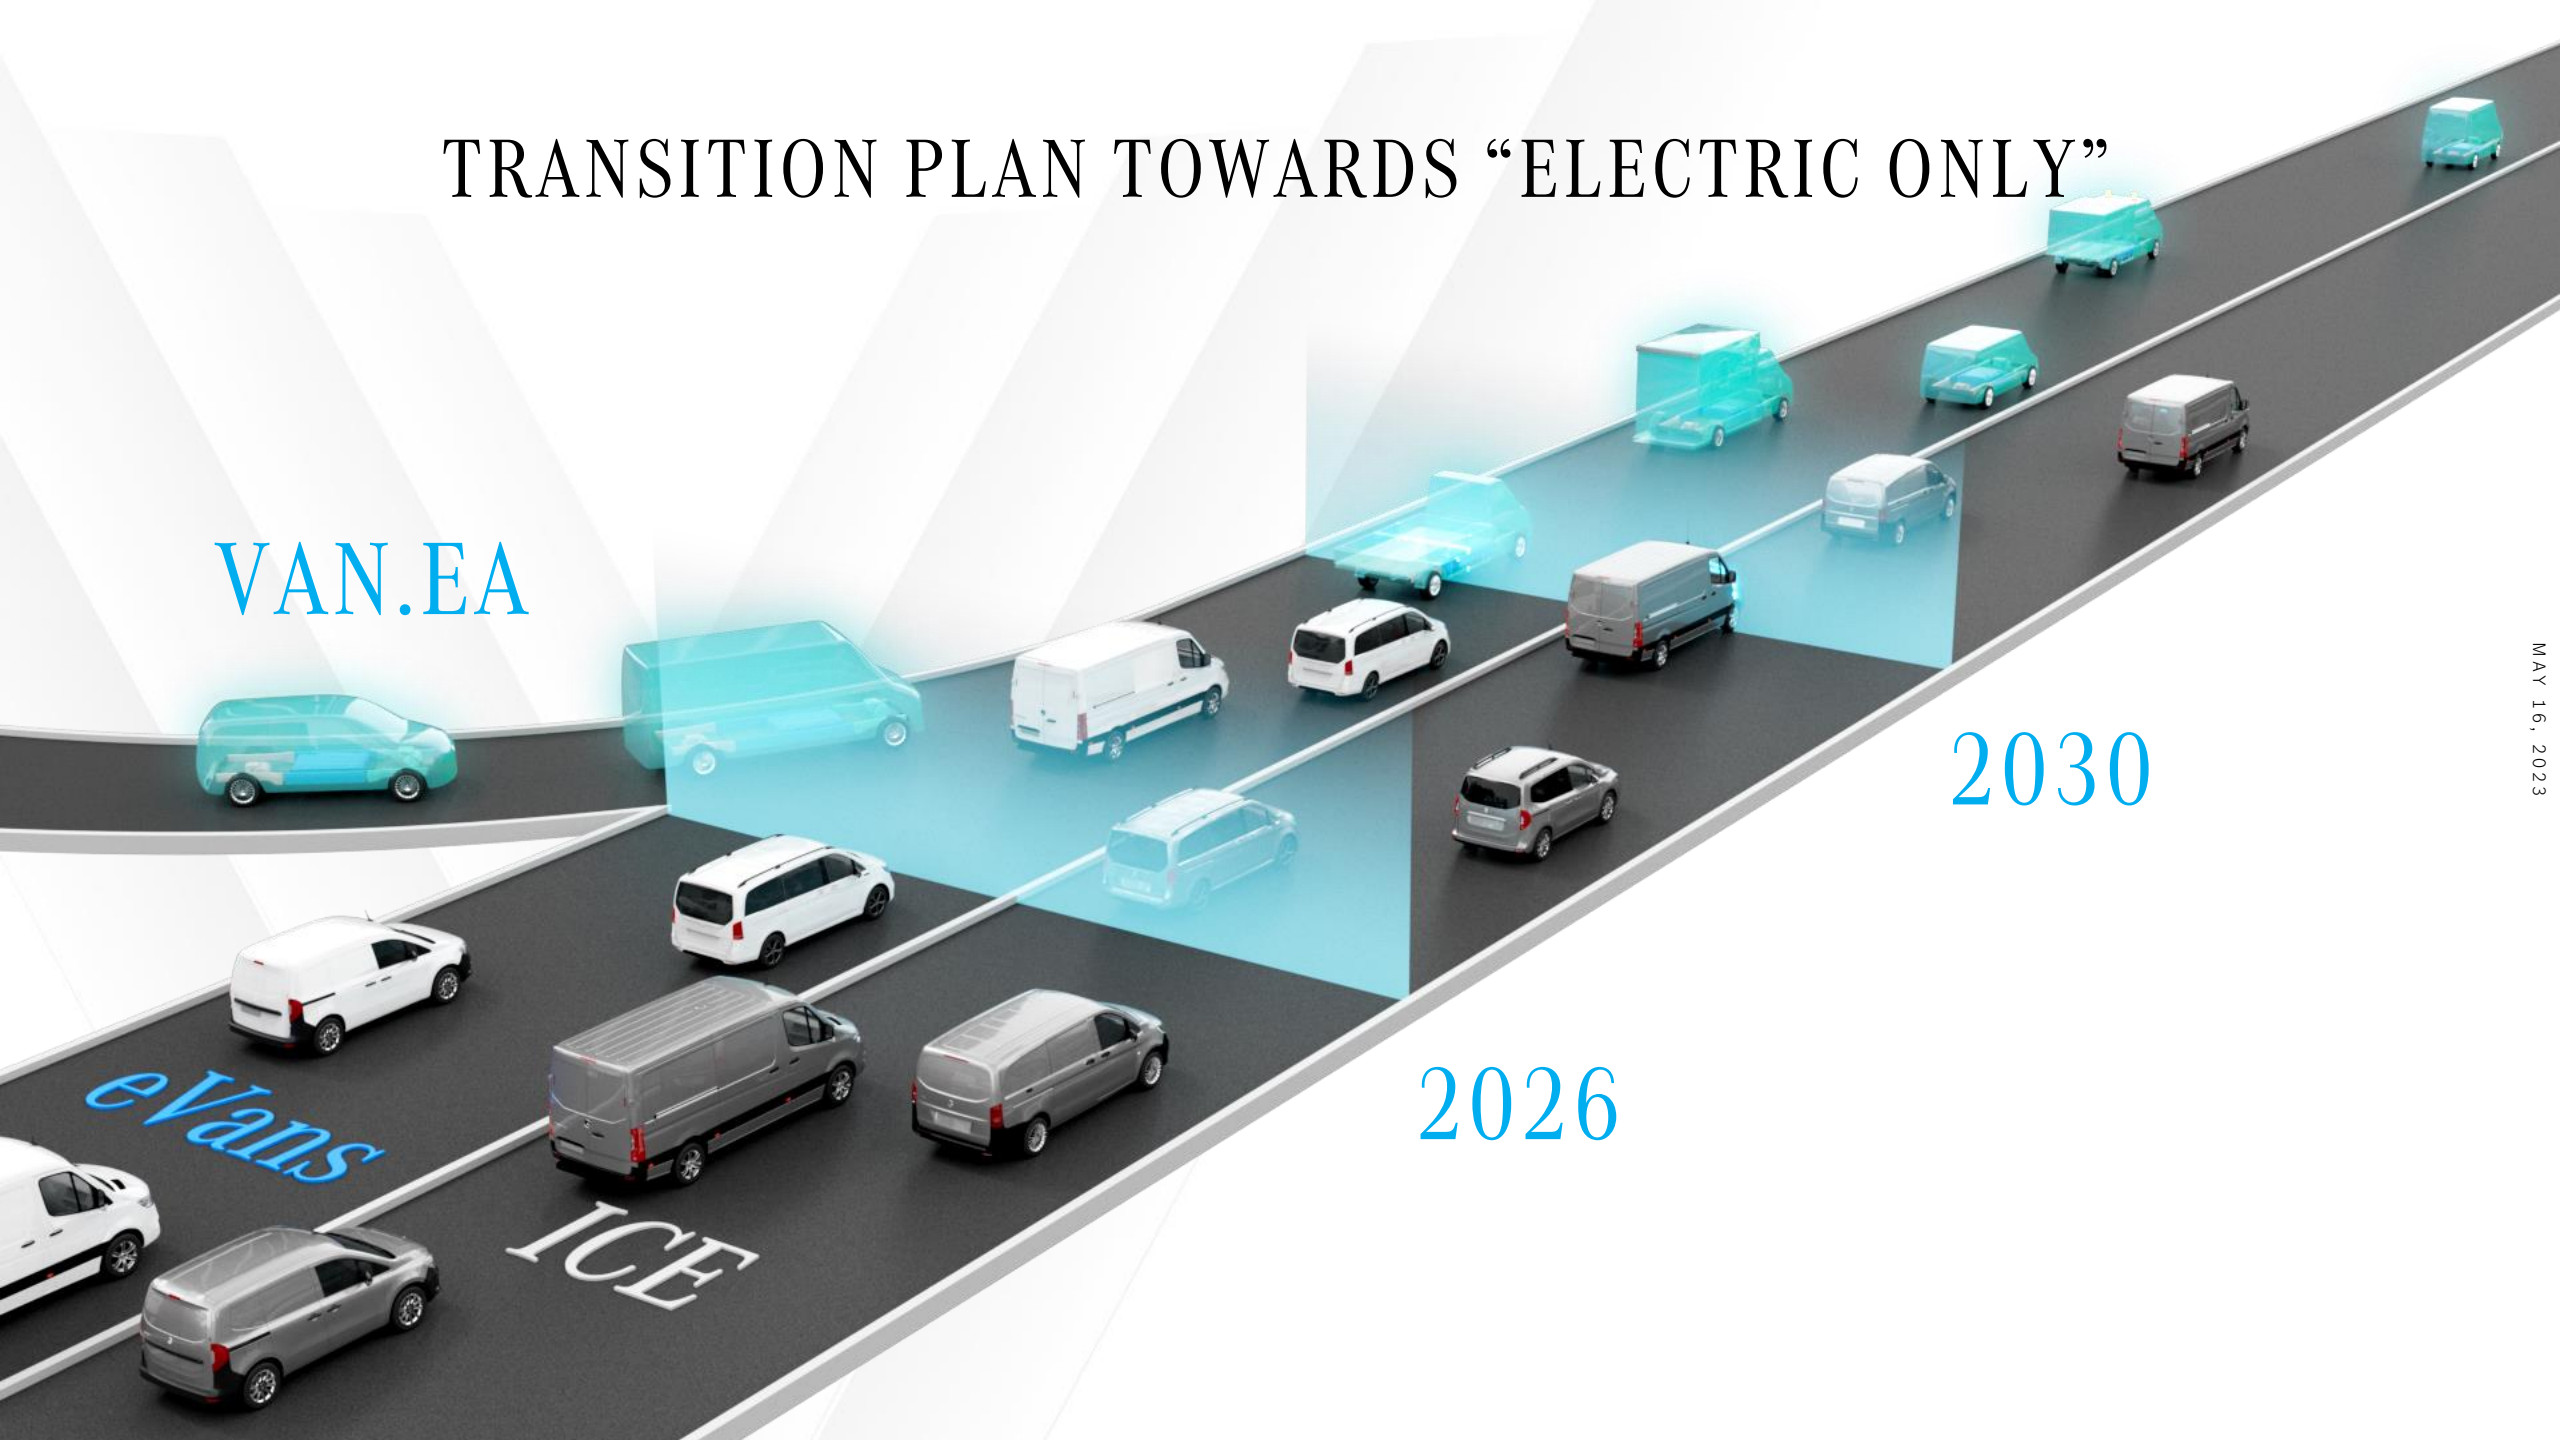 TRANSITION PLAN TOWARDS “ELECTRIC ONLY”
VAN.EA
MAY 16, 2023
2030
2026
eVans
ICE